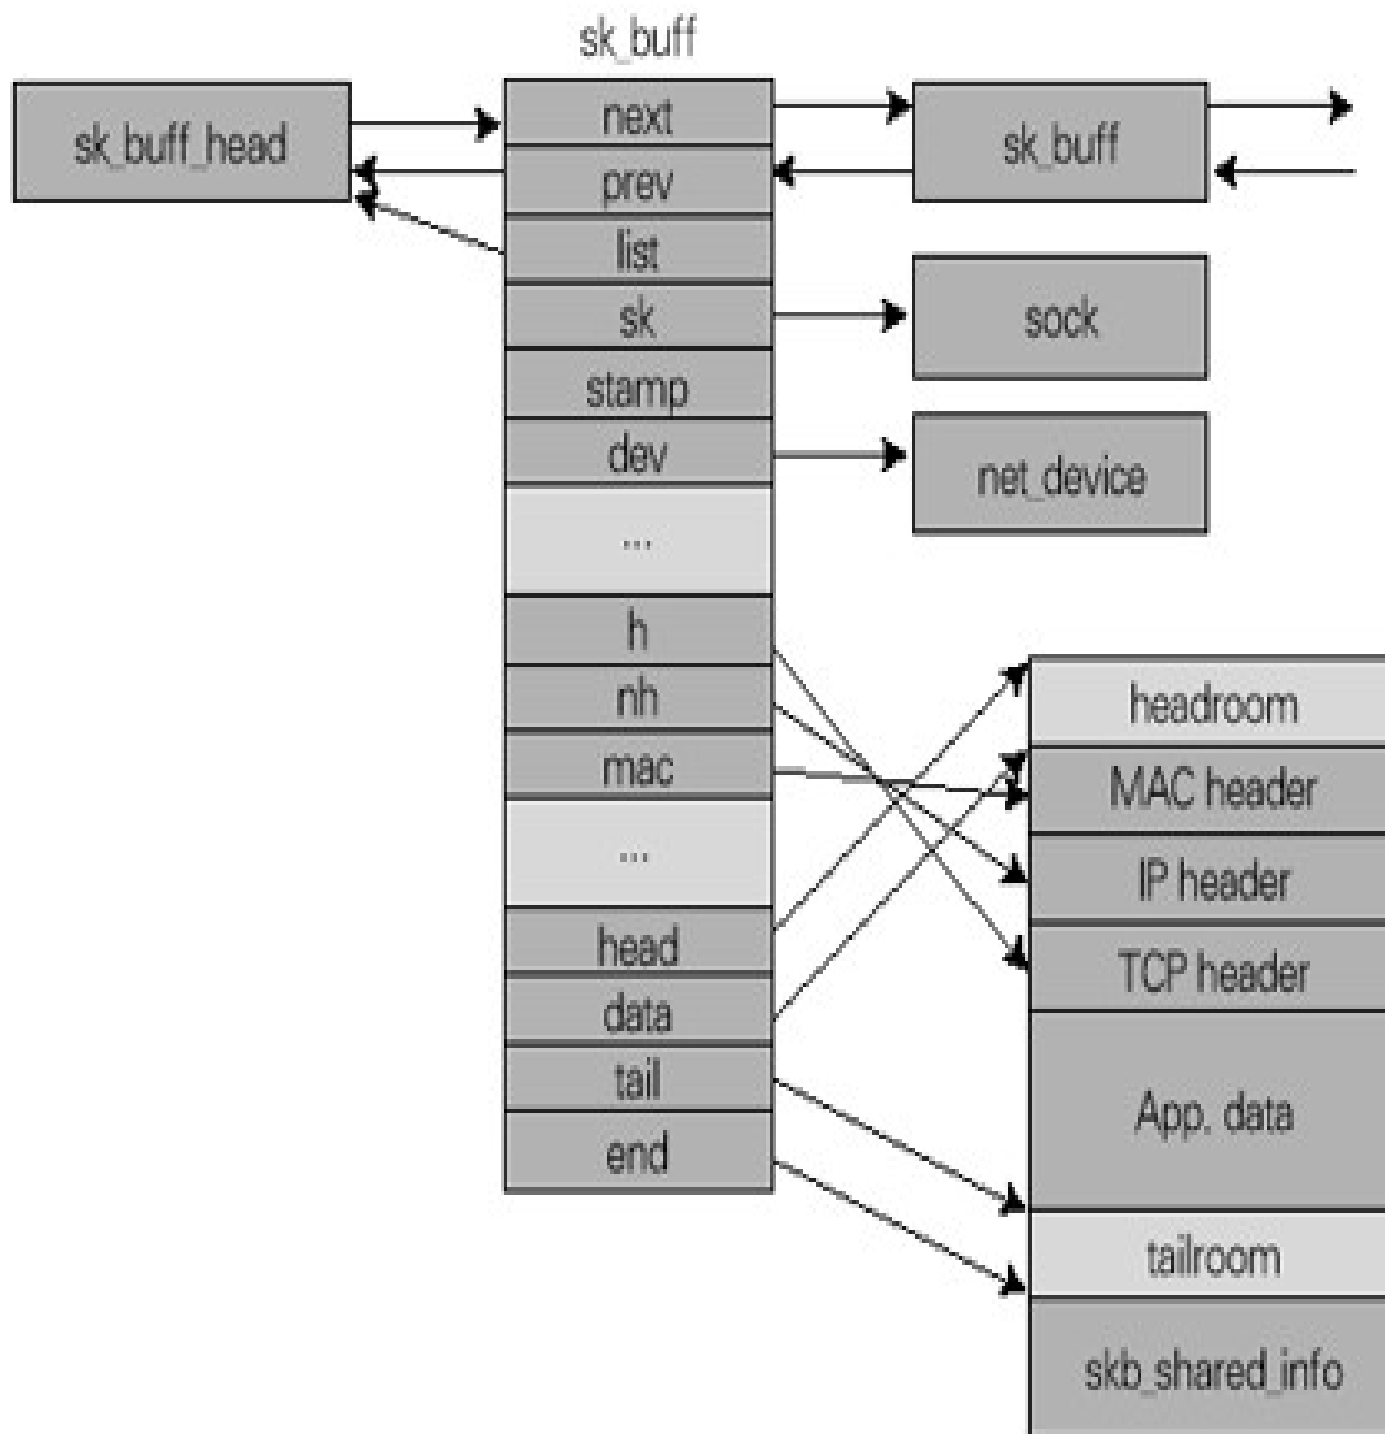 sk_buff
sk_buff_head
next
prev
list
sk
stamp
dev
...
h
nh
mac
...
head
data
tail
end
sk_buff
sock
net_device
headroom
MAC header
IP header
TCP header
App. data
tailroom
skb_shared_info